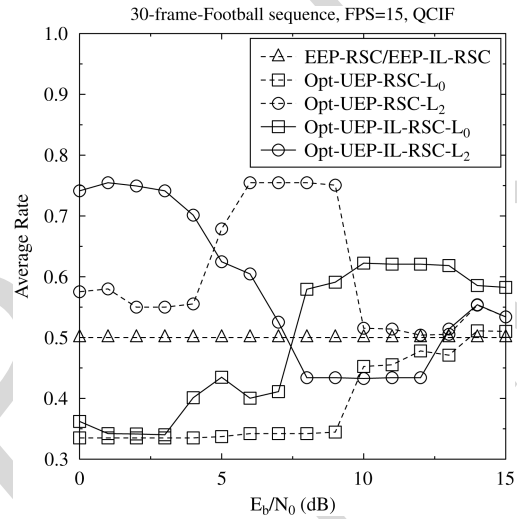 30-frame-Football sequence, FPS=15, QCIF
EEP-RSC/EEP-IL-RSC
Opt-UEP-RSC-L0
Opt-UEP-RSC-L2
Opt-UEP-IL-RSC-L0
Opt-UEP-IL-RSC-L2
1.0
0.9
0.8
0.7
0.6
0.5
0.4
0.3
Average Rate
0 5 10 15
Eb/N0 (dB)